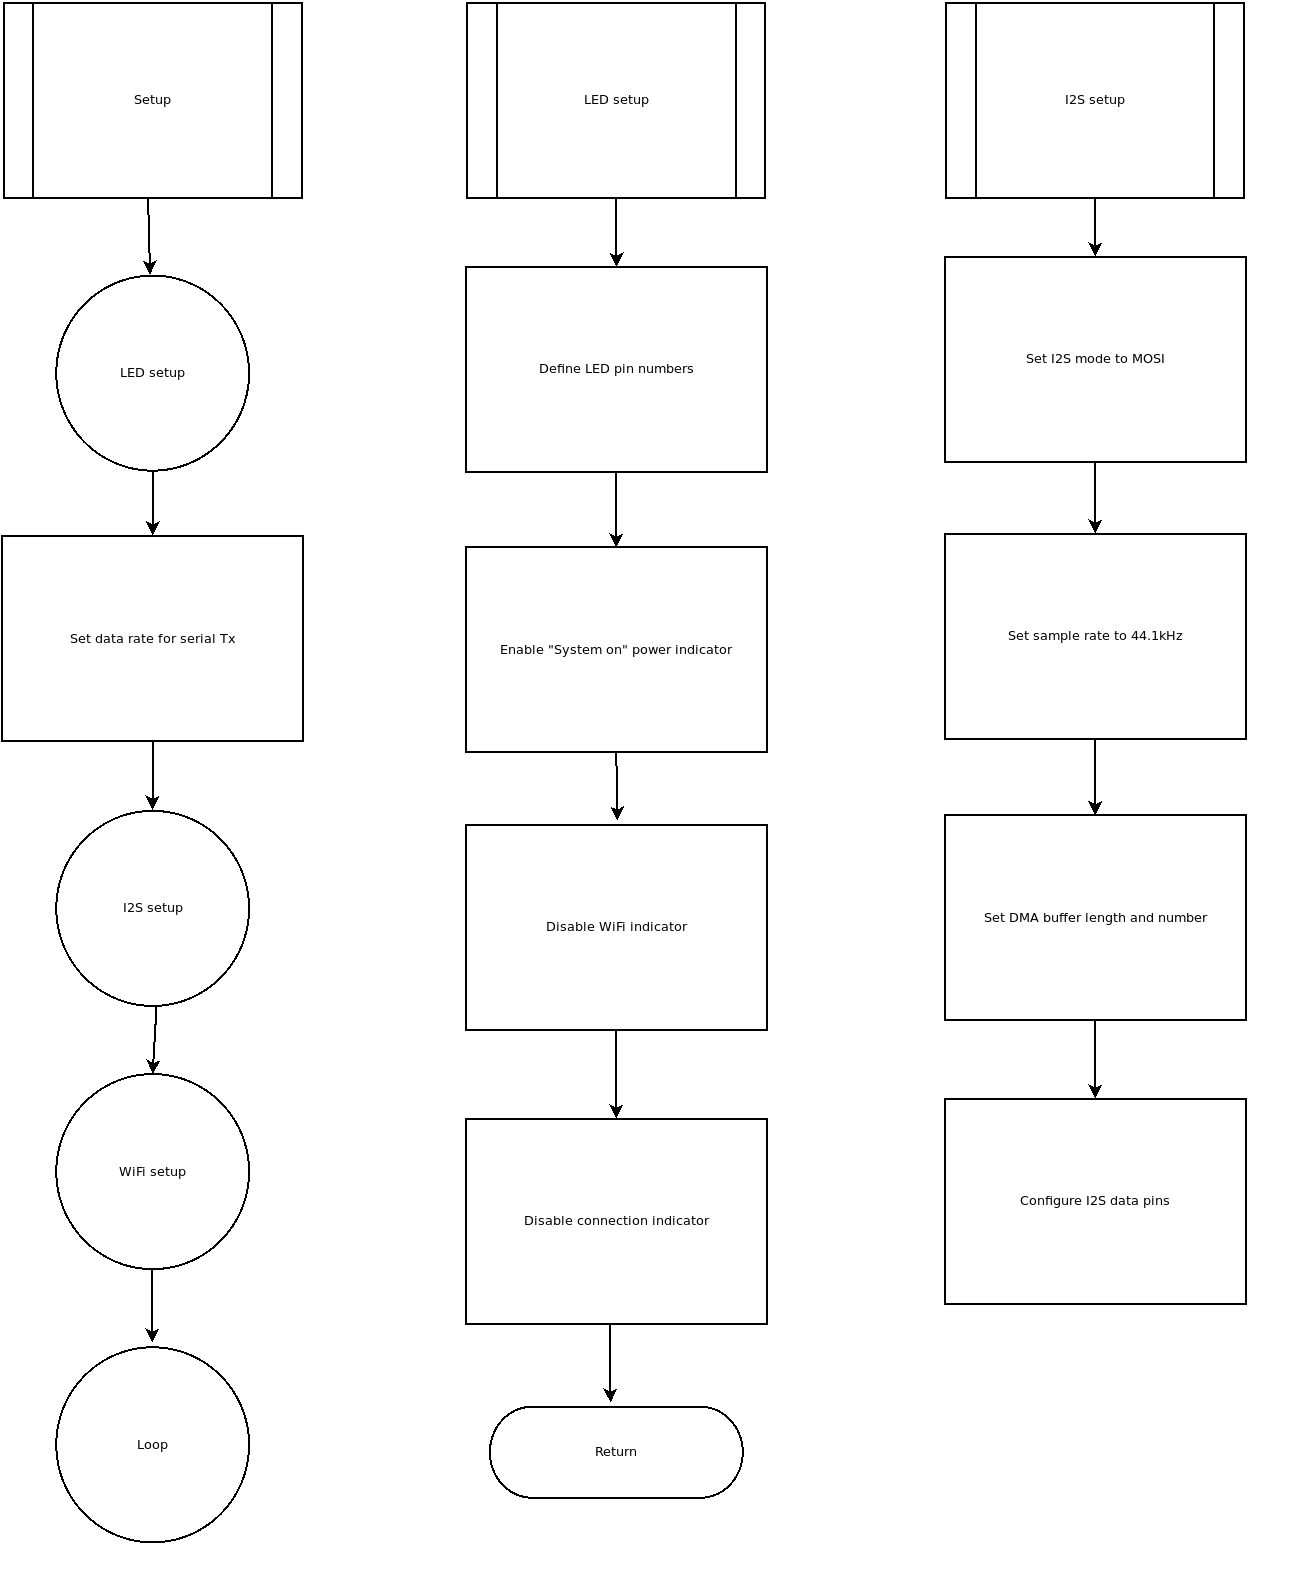 Setup
LED setup
Set data rate for serial Tx
I2S setup
WiFi setup
Loop
LED setup
Define LED pin numbers
Enable "System on" power indicator
Disable WiFi indicator
Disable connection indicator
Return
I2S setup
Set I2S mode to MOSI
Set sample rate to 44.1kHz
Set DMA buffer length and number
Configure I2S data pins